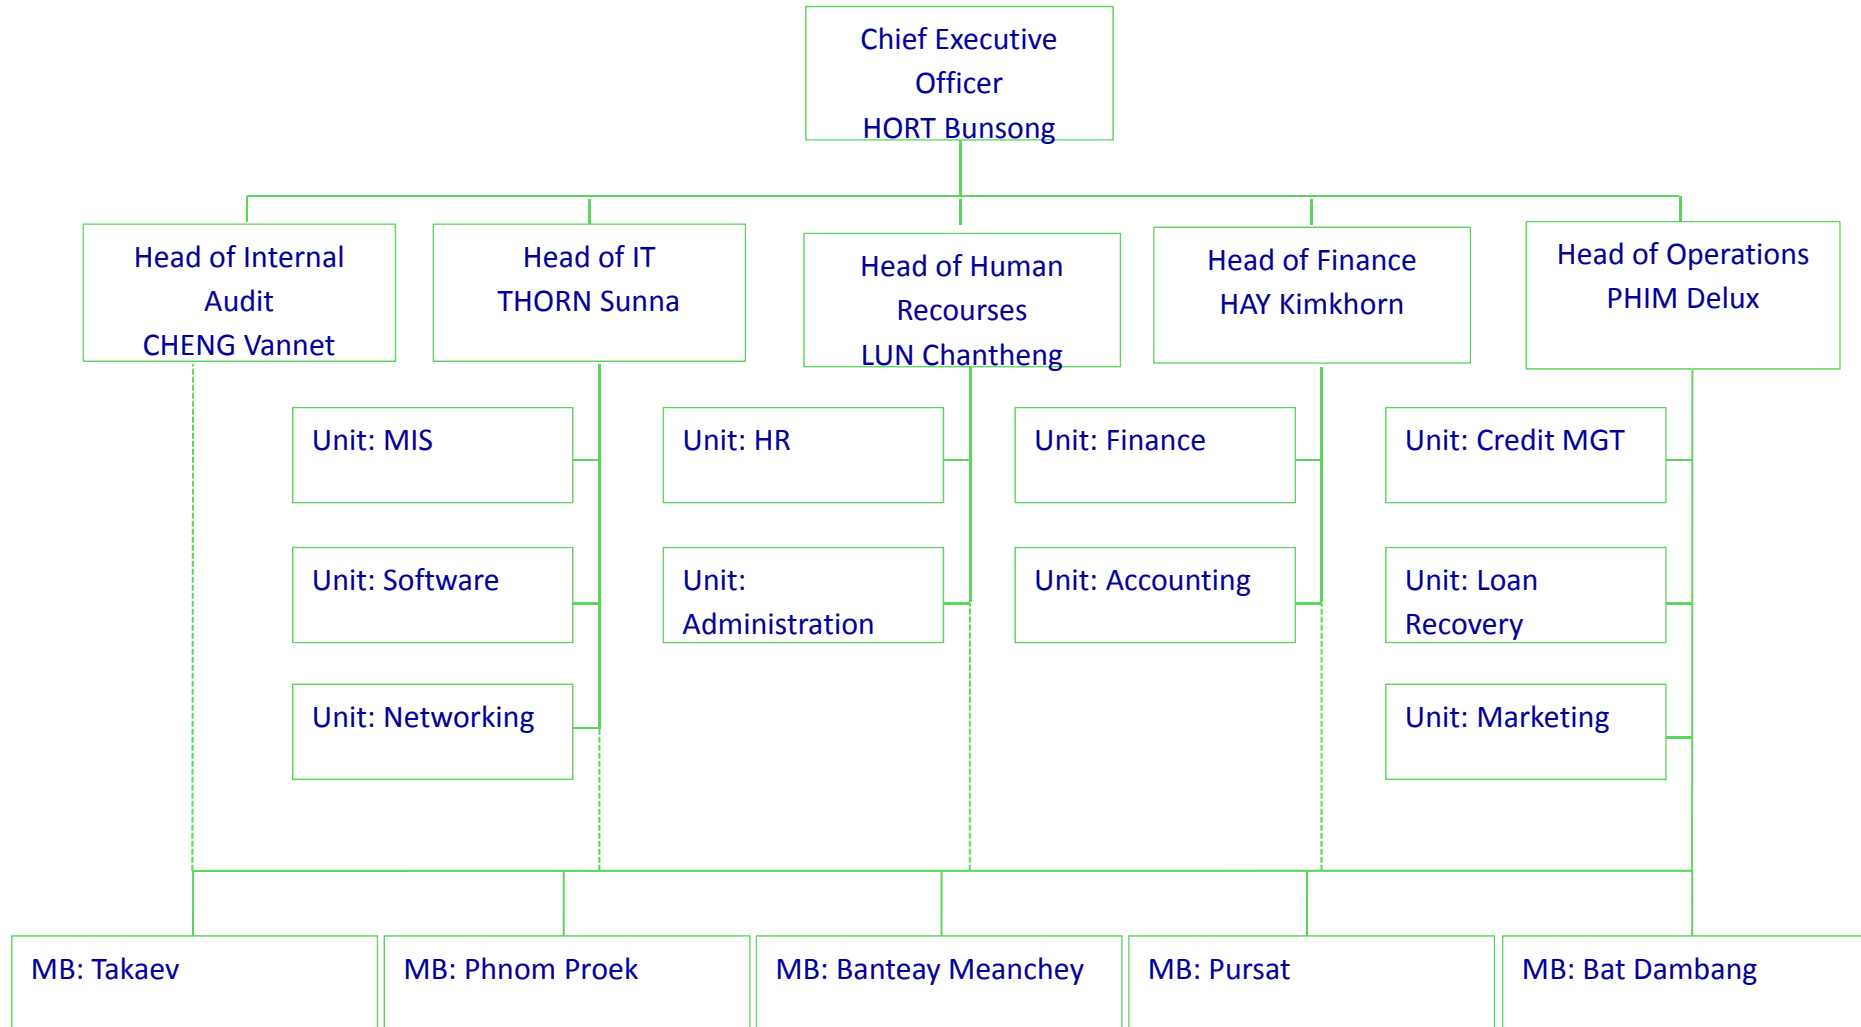 Chief Executive
Officer
HORT Bunsong
Head of Internal
Audit
CHENG Vannet
Head of IT
THORN Sunna
Head of Human
Recourses
LUN Chantheng
Head of Finance
HAY Kimkhorn
Head of Operations
PHIM Delux
Unit: MIS
Unit: HR
Unit: Finance
Unit: Credit MGT
Unit: Software
Unit:
Administration
Unit: Accounting
Unit: Loan
Recovery
Unit: Networking
Unit: Marketing
MB: Takaev
MB: Phnom Proek
MB: Banteay Meanchey
MB: Pursat
MB: Bat Dambang